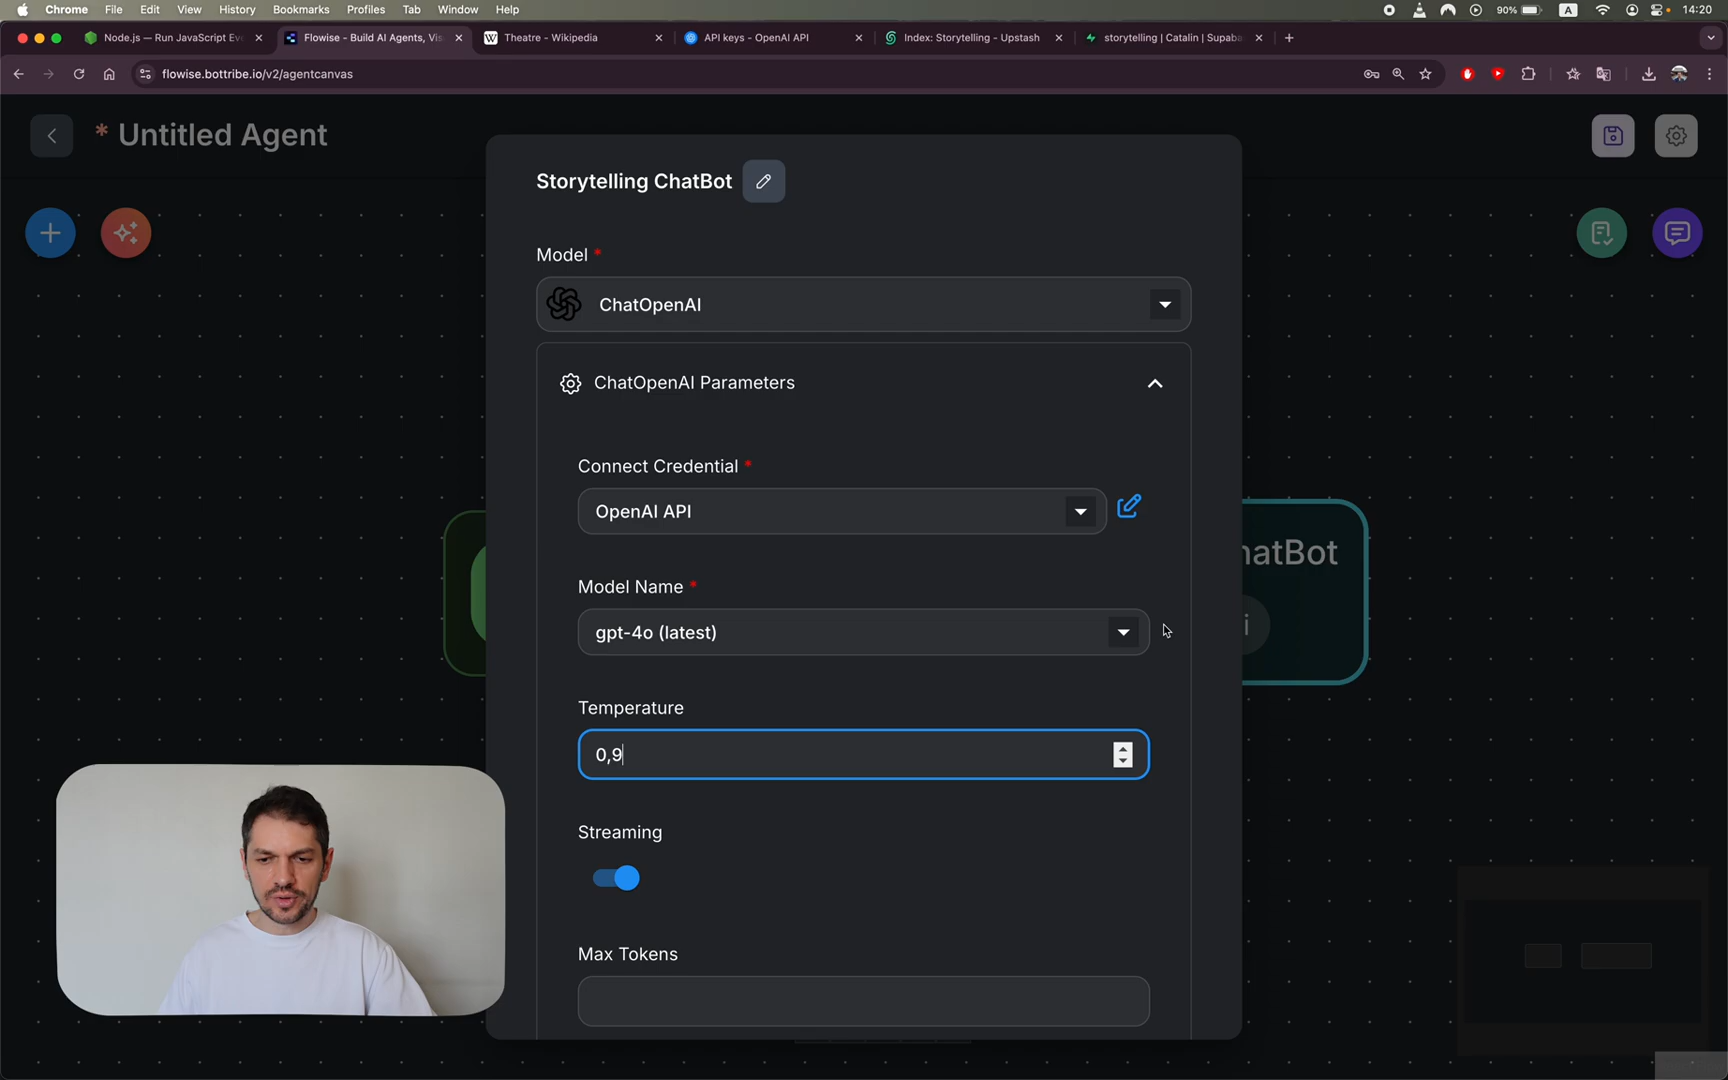 Chrome File Edit View History Bookmarks Profiles Tab Window Help 90% A 14:20
Node.js — Run JavaScript Eve
Flowise - Build AI Agents, Vis
Theatre - Wikipedia
API keys - OpenAI API
Index: Storytelling - Upstash
storytelling | Catalin | Supaba
flowise.bottribe.io/v2/agentcanvas
* Untitled Agent
Storytelling ChatBot
Model *
ChatOpenAI
ChatOpenAI Parameters
Connect Credential *
OpenAI API
hatBot
Model Name *
i
gpt-4o (latest)
Temperature
0,9
Streaming
Max Tokens